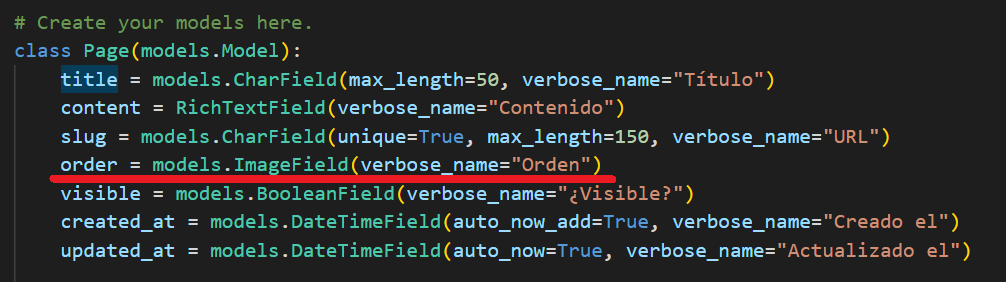 # Create your models here.
class Page(models.Model):
    title = models.CharField(max_length=50, verbose_name="Título")
    content = RichTextField(verbose_name="Contenido")
    slug = models.CharField(unique=True, max_length=150, verbose_name="URL")
    order = models.ImageField(verbose_name="Orden")
    visible = models.BooleanField(verbose_name="¿Visible?")
    created_at = models.DateTimeField(auto_now_add=True, verbose_name="Creado el")
    updated_at = models.DateTimeField(auto_now=True, verbose_name="Actualizado el")